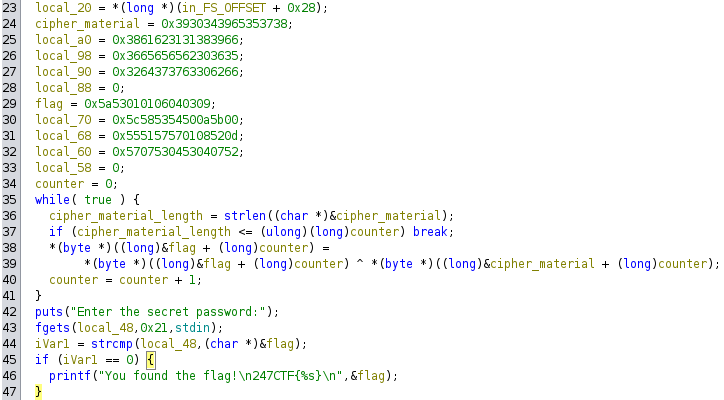 23 local_20 = *(long *)(in_FS_OFFSET + 0x28);
24 cipher_material = 0x3930343965353738;
25 local_a0 = 0x3861623131383966;
26 local_98 = 0x3665656562303635;
27 local_90 = 0x3264373763306266;
28 local_88 = 0;
29 flag = 0x5a53010106040309;
30 local_70 = 0x5c585354500a5b00;
31 local_68 = 0x555157570108520d;
32 local_60 = 0x5707530453040752;
33 local_58 = 0;
34 counter = 0;
35 while( true ) {
36 cipher_material_length = strlen((char *)&cipher_material);
37 if (cipher_material_length <= (ulong)(long)counter) break;
38 *(byte *)((long)&flag + (long)counter) =
39 *(byte *)((long)&flag + (long)counter) ^ *(byte *)((long)&cipher_material + (long)counter);
40 counter = counter + 1;
41 }
42 puts("Enter the secret password:");
43 fgets(local_48,0x21,stdin);
44 iVar1 = strcmp(local_48,(char *)&flag);
45 if (iVar1 == 0) {
46 printf("You found the flag!\n247CTF{%s}\n",&flag);
47 }